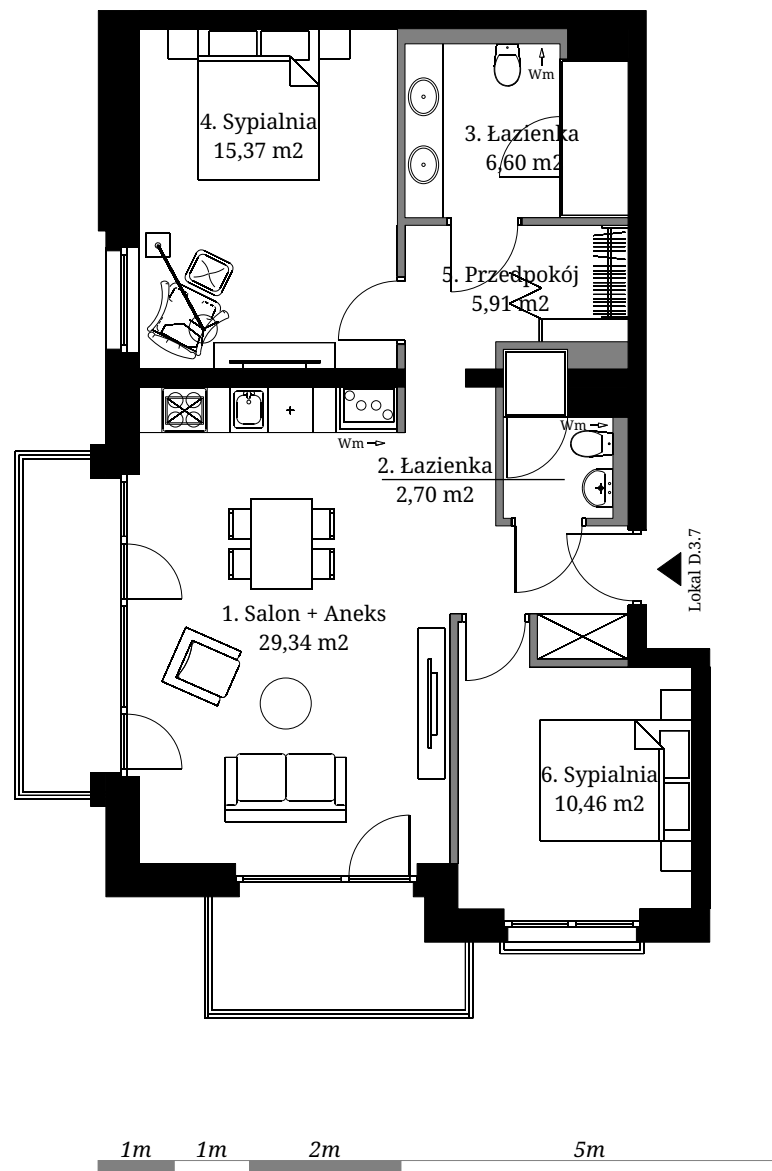 4. Sypialnia
15,37 m2
Wm
3. Łazienka
6,60 m2
5. Przedpokój
5,91 m2
Wm
Wm
2. Łazienka
2,70 m2
Lokal D.3.7
1. Salon + Aneks
29,34 m2
6. Sypialnia
10,46 m2
1m 1m 2m 5m